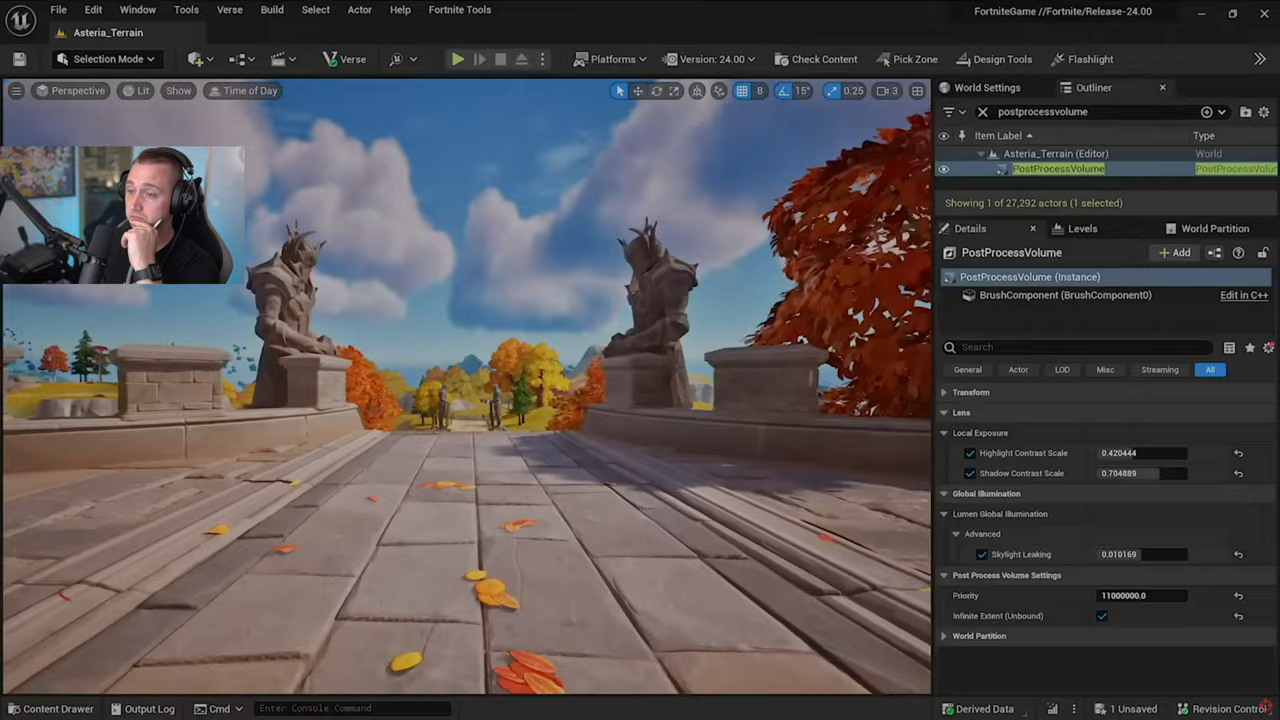 File Edit Window Tools Verse Build Select Actor Help Fortnite Tools FortniteGame //Fortnite/Release-24.00
Asteria_Terrain
Selection Mode Verse Platforms Version: 24.00 Check Content Pick Zone Design Tools Flashlight
Perspective Lit Show Time of Day 8 15° 0.25 3
World Settings Outliner
postprocessvolume
Item Label Type
Asteria_Terrain (Editor) World
PostProcessVolume PostProcessVolu
Showing 1 of 27,292 actors (1 selected)
Details Levels World Partition
PostProcessVolume Add
PostProcessVolume (Instance)
BrushComponent (BrushComponent0) Edit in C++
Search
General Actor LOD Misc Streaming All
Transform
Lens
Local Exposure
Highlight Contrast Scale 0.420444
Shadow Contrast Scale 0.704889
Global Illumination
Lumen Global Illumination
Advanced
Skylight Leaking 0.010169
Post Process Volume Settings
Priority 11000000.0
Infinite Extent (Unbound)
World Partition
Content Drawer Output Log Cmd Enter Console Command Derived Data 1 Unsaved Revision Control